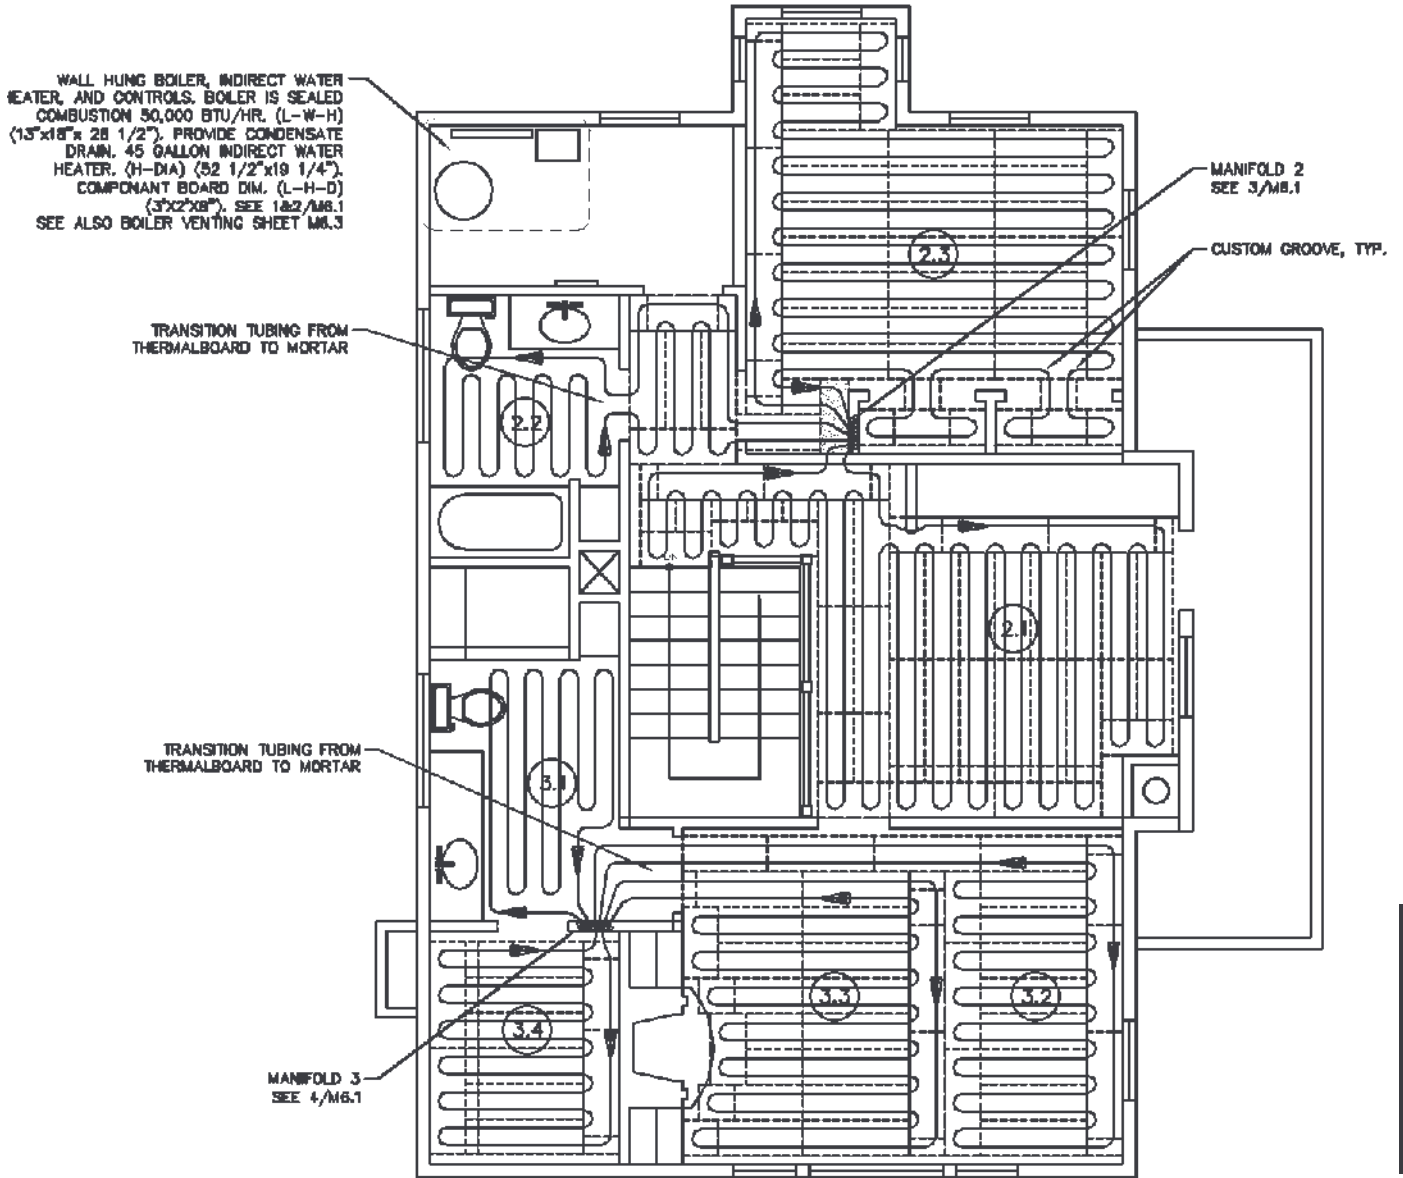 WALL HUNG BOILER, INDIRECT WATER
HEATER, AND CONTROLS. BOILER IS SEALED
COMBUSTION 50,000 BTU/HR. (L-W-H)
(13"x18"x 28 1/2"). PROVIDE CONDENSATE
DRAIN. 45 GALLON INDIRECT WATER
HEATER. (H-DIA) (52 1/2"x19 1/4").
COMPONANT BOARD DIM. (L-H-D)
(3'X2'X8"). SEE 1&2/M6.1
SEE ALSO BOILER VENTING SHEET M6.3
MANIFOLD 2
SEE 3/M6.1
2.3
CUSTOM GROOVE, TYP.
TRANSITION TUBING FROM
THERMALBOARD TO MORTAR
2.2
2.1
TRANSITION TUBING FROM
THERMALBOARD TO MORTAR
3.1
3.3
3.2
3.4
MANIFOLD 3
SEE 4/M6.1